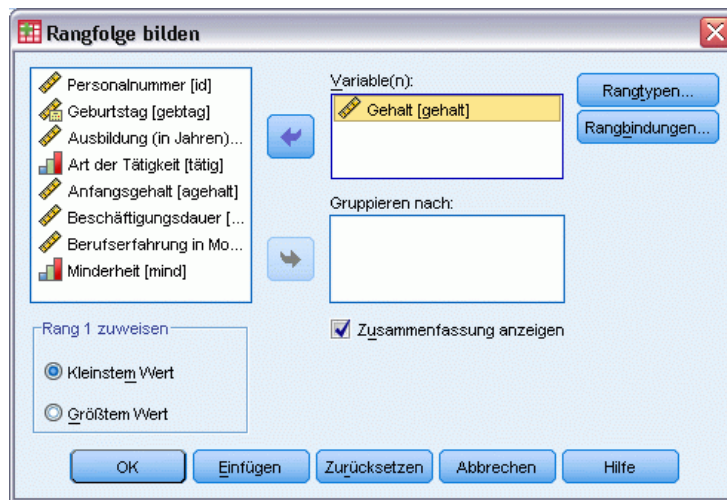 Rangfolge bilden
Personalnummer [id]
Geburtstag [gebtag]
Ausbildung (in Jahren)...
Art der Tätigkeit [tätig]
Anfangsgehalt [agehalt]
Beschäftigungsdauer [...
Berufserfahrung in Mo...
Minderheit [mind]
Variable(n):
Gehalt [gehalt]
Gruppieren nach:
Rangtypen...
Rangbindungen...
Rang 1 zuweisen
Kleinstem Wert
Größtem Wert
Zusammenfassung anzeigen
OK
Einfügen
Zurücksetzen
Abbrechen
Hilfe